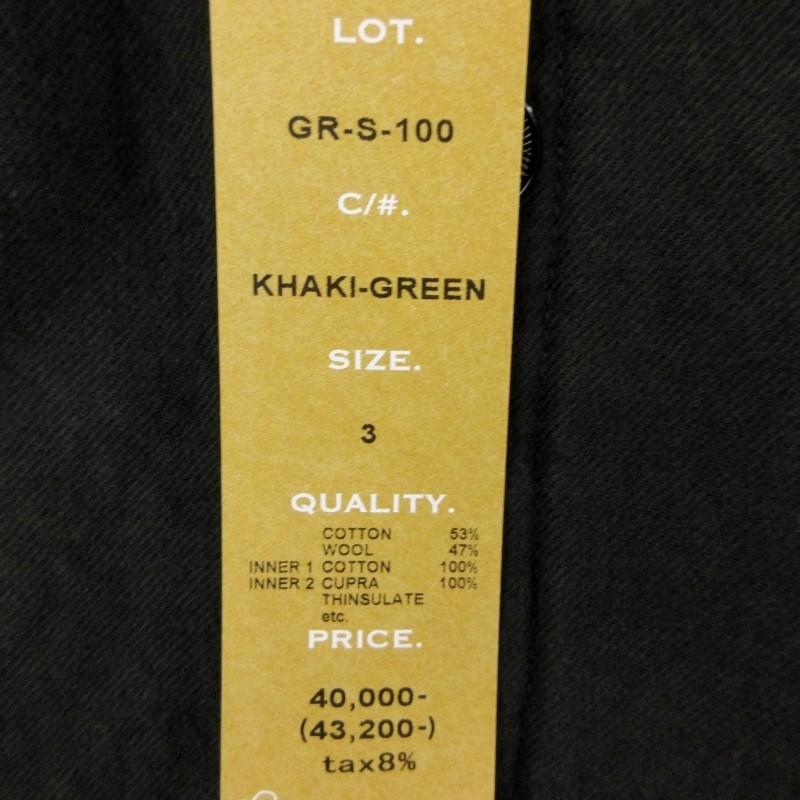 LOT.
GR-S-100
C/#.
KHAKI-GREEN
SIZE.
3
QUALITY.
COTTON 53%
WOOL 47%
INNER 1 COTTON 100%
INNER 2 CUPRA 100%
THINSULATE
etc.
PRICE.
40,000-
(43,200-)
tax8%